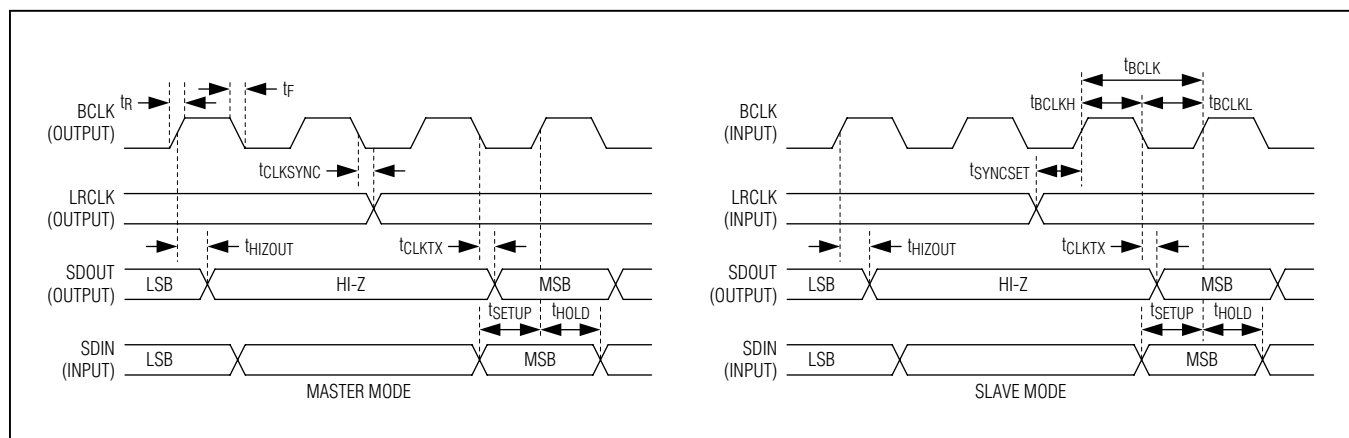 tR
tF
BCLK
(OUTPUT)
tCLKSYNC
LRCLK
(OUTPUT)
tHIZOUT
tCLKTX
SDOUT
(OUTPUT)
LSB
HI-Z
MSB
tSETUP
tHOLD
SDIN
(INPUT)
LSB
MSB
MASTER MODE
tBCLK
tBCLKH
tBCLKL
BCLK
(INPUT)
tSYNCSET
LRCLK
(INPUT)
tHIZOUT
tCLKTX
SDOUT
(OUTPUT)
LSB
HI-Z
MSB
tSETUP
tHOLD
SDIN
(INPUT)
LSB
MSB
SLAVE MODE